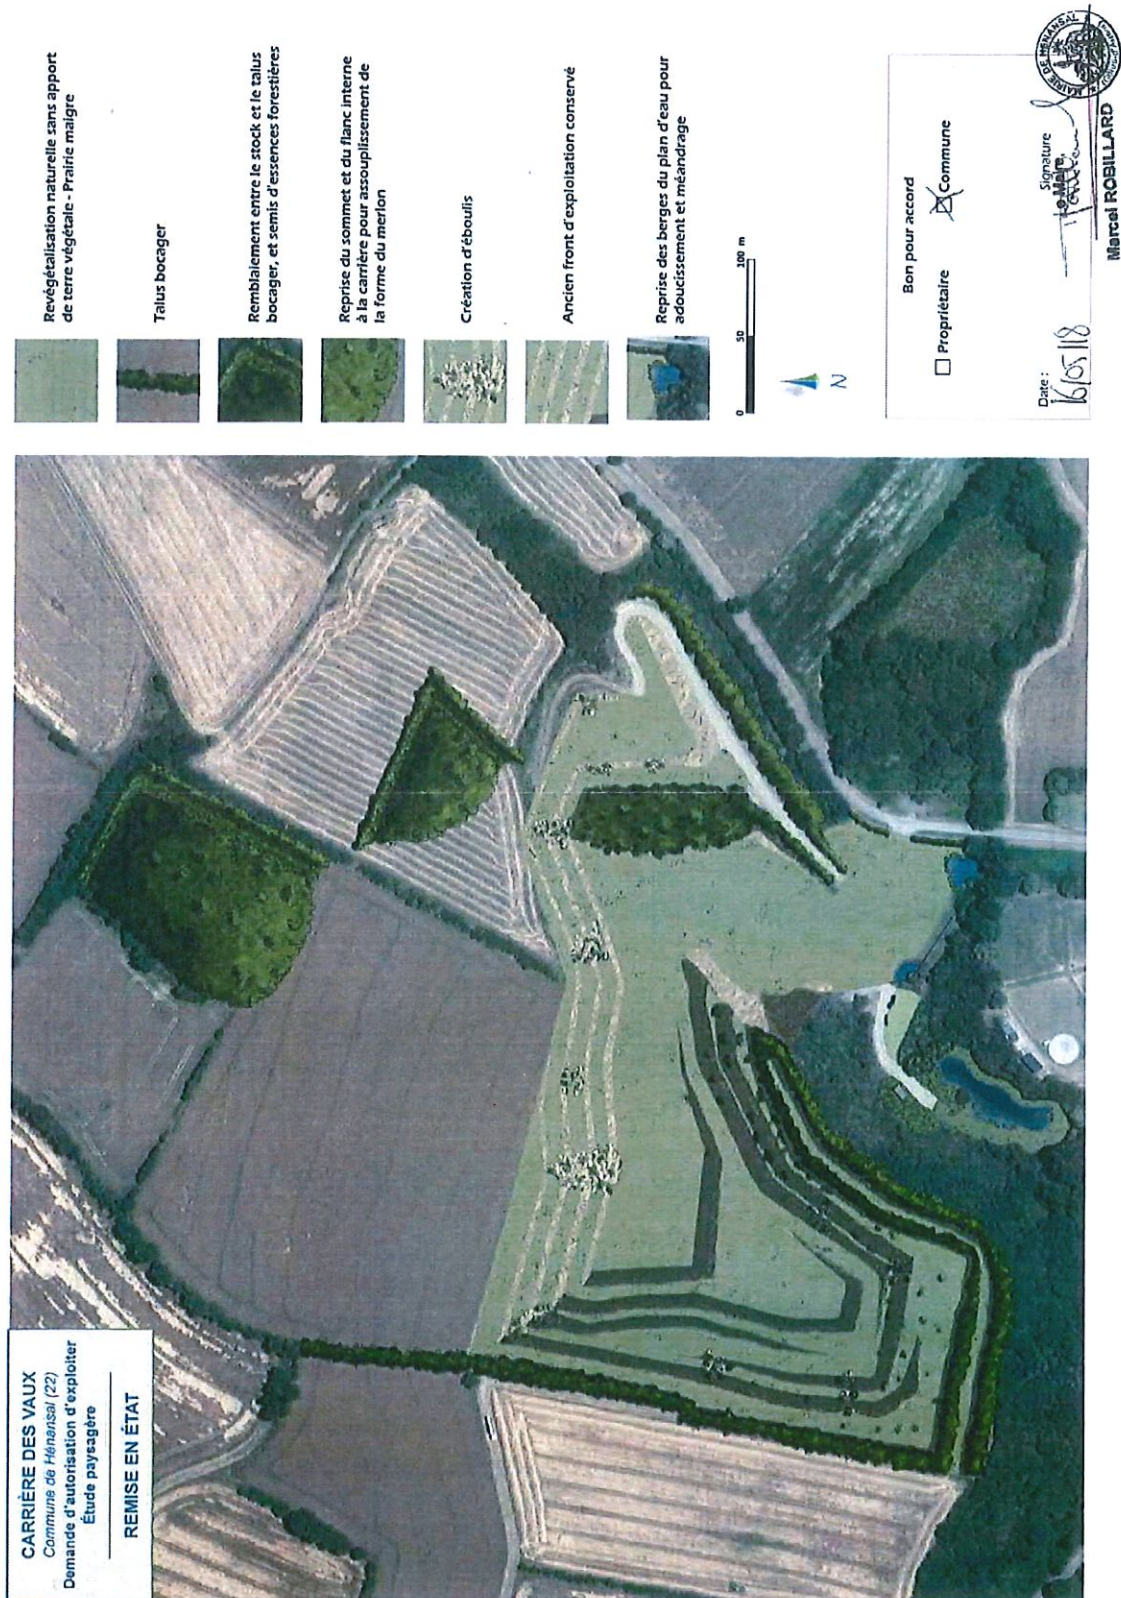 CARRIÈRE DES VAUX
Commune de Hénansal (22)
Demande d'autorisation d'exploiter
Étude paysagère
REMISE EN ÉTAT
Revégétalisation naturelle sans apport
de terre végétale - Prairie maigre
Talus bocager
Remblaiement entre le stock et le talus
bocager, et semis d'essences forestières
Reprise du sommet et du flanc interne
à la carrière pour assouplissement de
la forme du merlon
Création d'éboulis
Ancien front d'exploitation conservé
Reprise des berges du plan d'eau pour
adoucissement et méandrage
0 50 100 m
N
Bon pour accord
Propriétaire
Commune
Date :
16/05/18
Signature
Le Maire,
MAIRIE DE HENANSAL
Marcel ROBILLARD